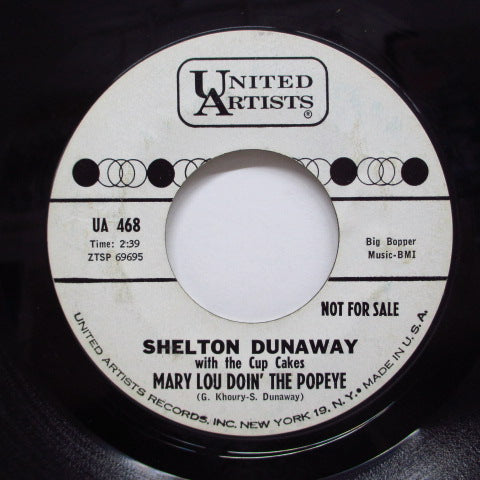 UNITED
ARTISTS®
UA 468
Time: 2:39
ZTSP 69695
Big Bopper
Music-BMI
NOT FOR SALE
SHELTON DUNAWAY
with the Cup Cakes
MARY LOU DOIN' THE POPEYE
(G. Khoury-S. Dunaway)
UNITED ARTISTS RECORDS, INC. NEW YORK 19, N.Y. • MADE IN U.S.A.